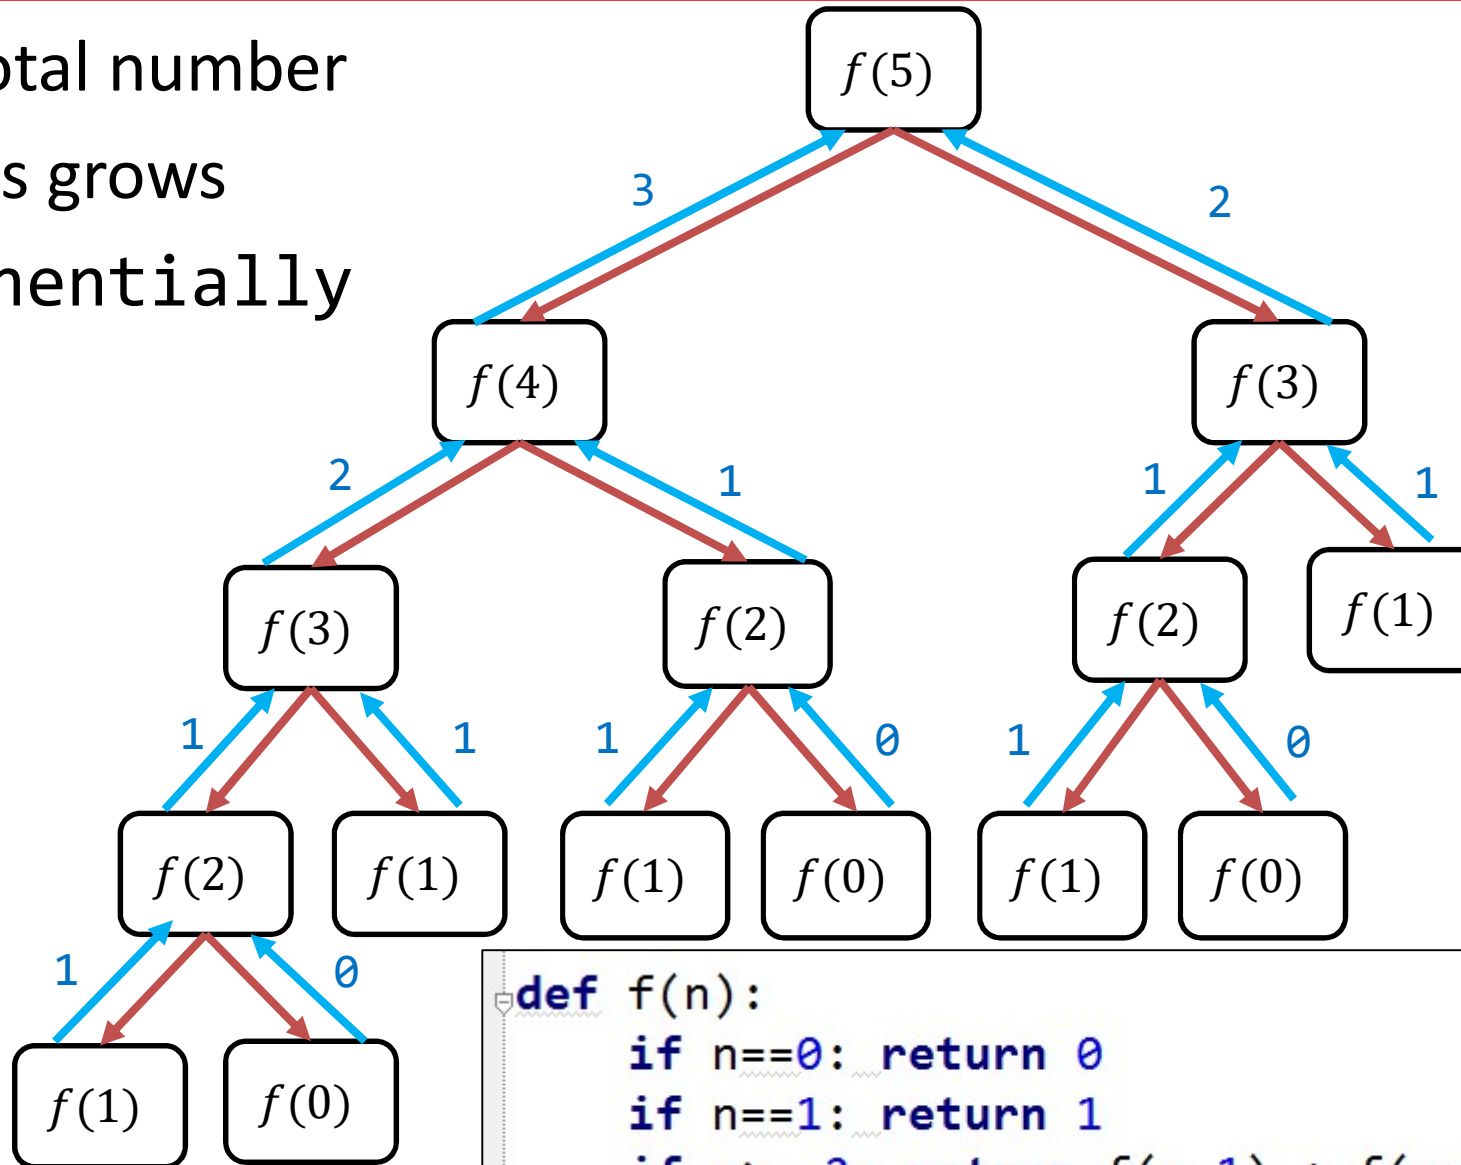 otal number
s grows
nentially
f(5)
3
2
f(4)
f(3)
2
1
1
1
f(3)
f(2)
f(2)
f(1)
1
1
1
0
1
0
f(2)
f(1)
f(1)
f(0)
f(1)
f(0)
1
0
f(1)
f(0)
def f(n):
if n==0: return 0
if n==1: return 1